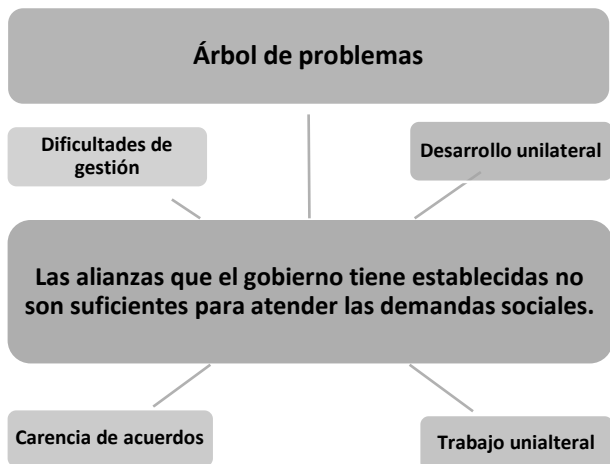 Árbol de problemas
Dificultades de
gestión
Desarrollo unilateral
Las alianzas que el gobierno tiene establecidas no
son suficientes para atender las demandas sociales.
Carencia de acuerdos
Trabajo unialteral